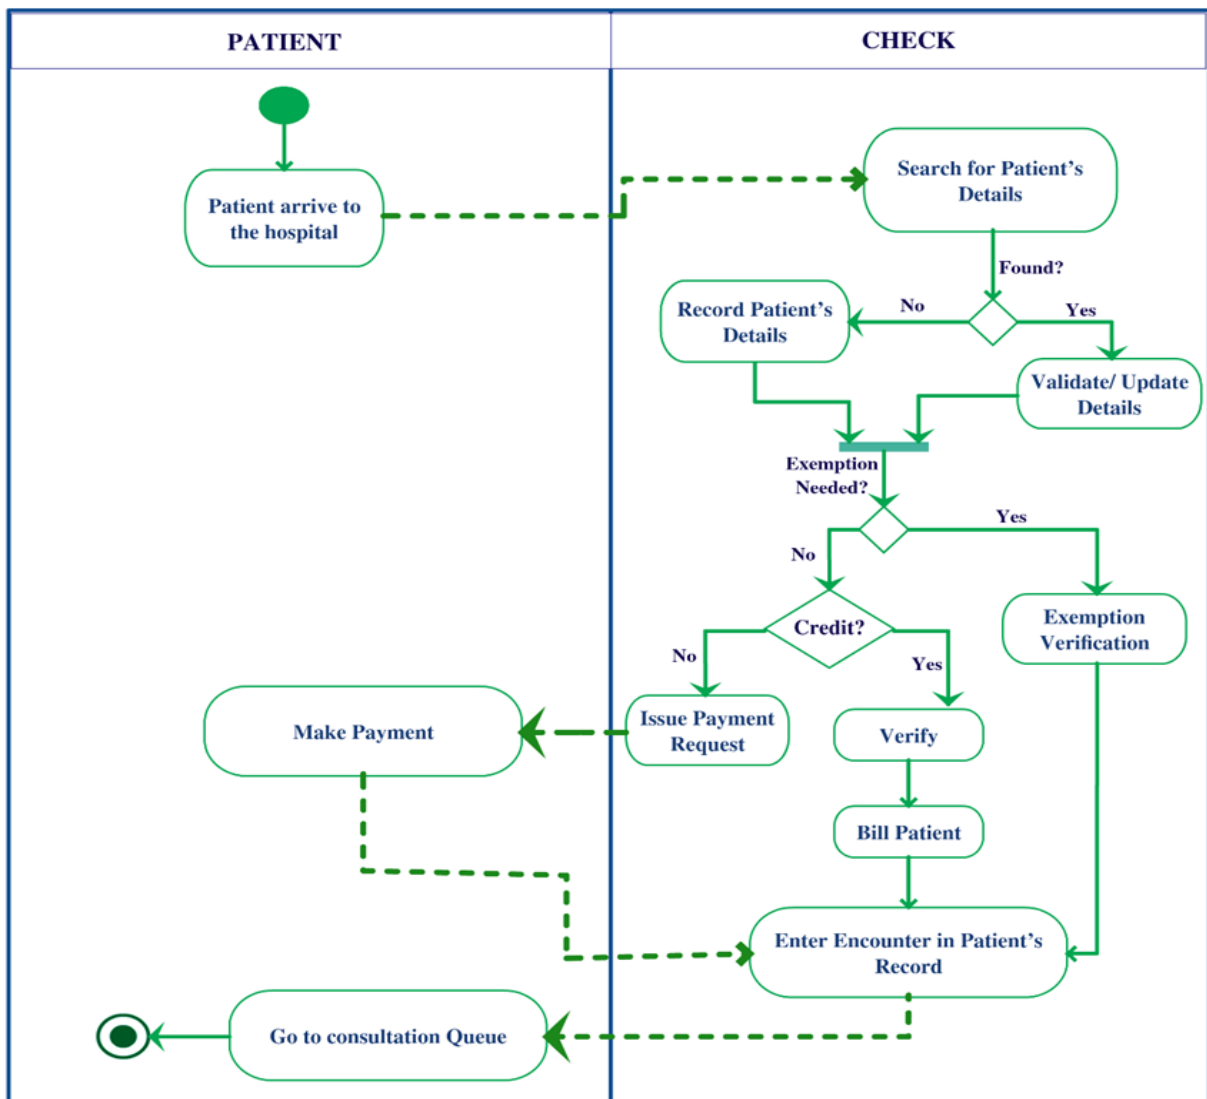 PATIENT
CHECK
Patient arrive to
the hospital
Search for Patient's
Details
Found?
No
Yes
Record Patient's
Details
Validate/ Update
Details
Exemption
Needed?
Yes
No
Credit?
Exemption
Verification
No
Yes
Make Payment
Issue Payment
Request
Verify
Bill Patient
Enter Encounter in Patient's
Record
Go to consultation Queue